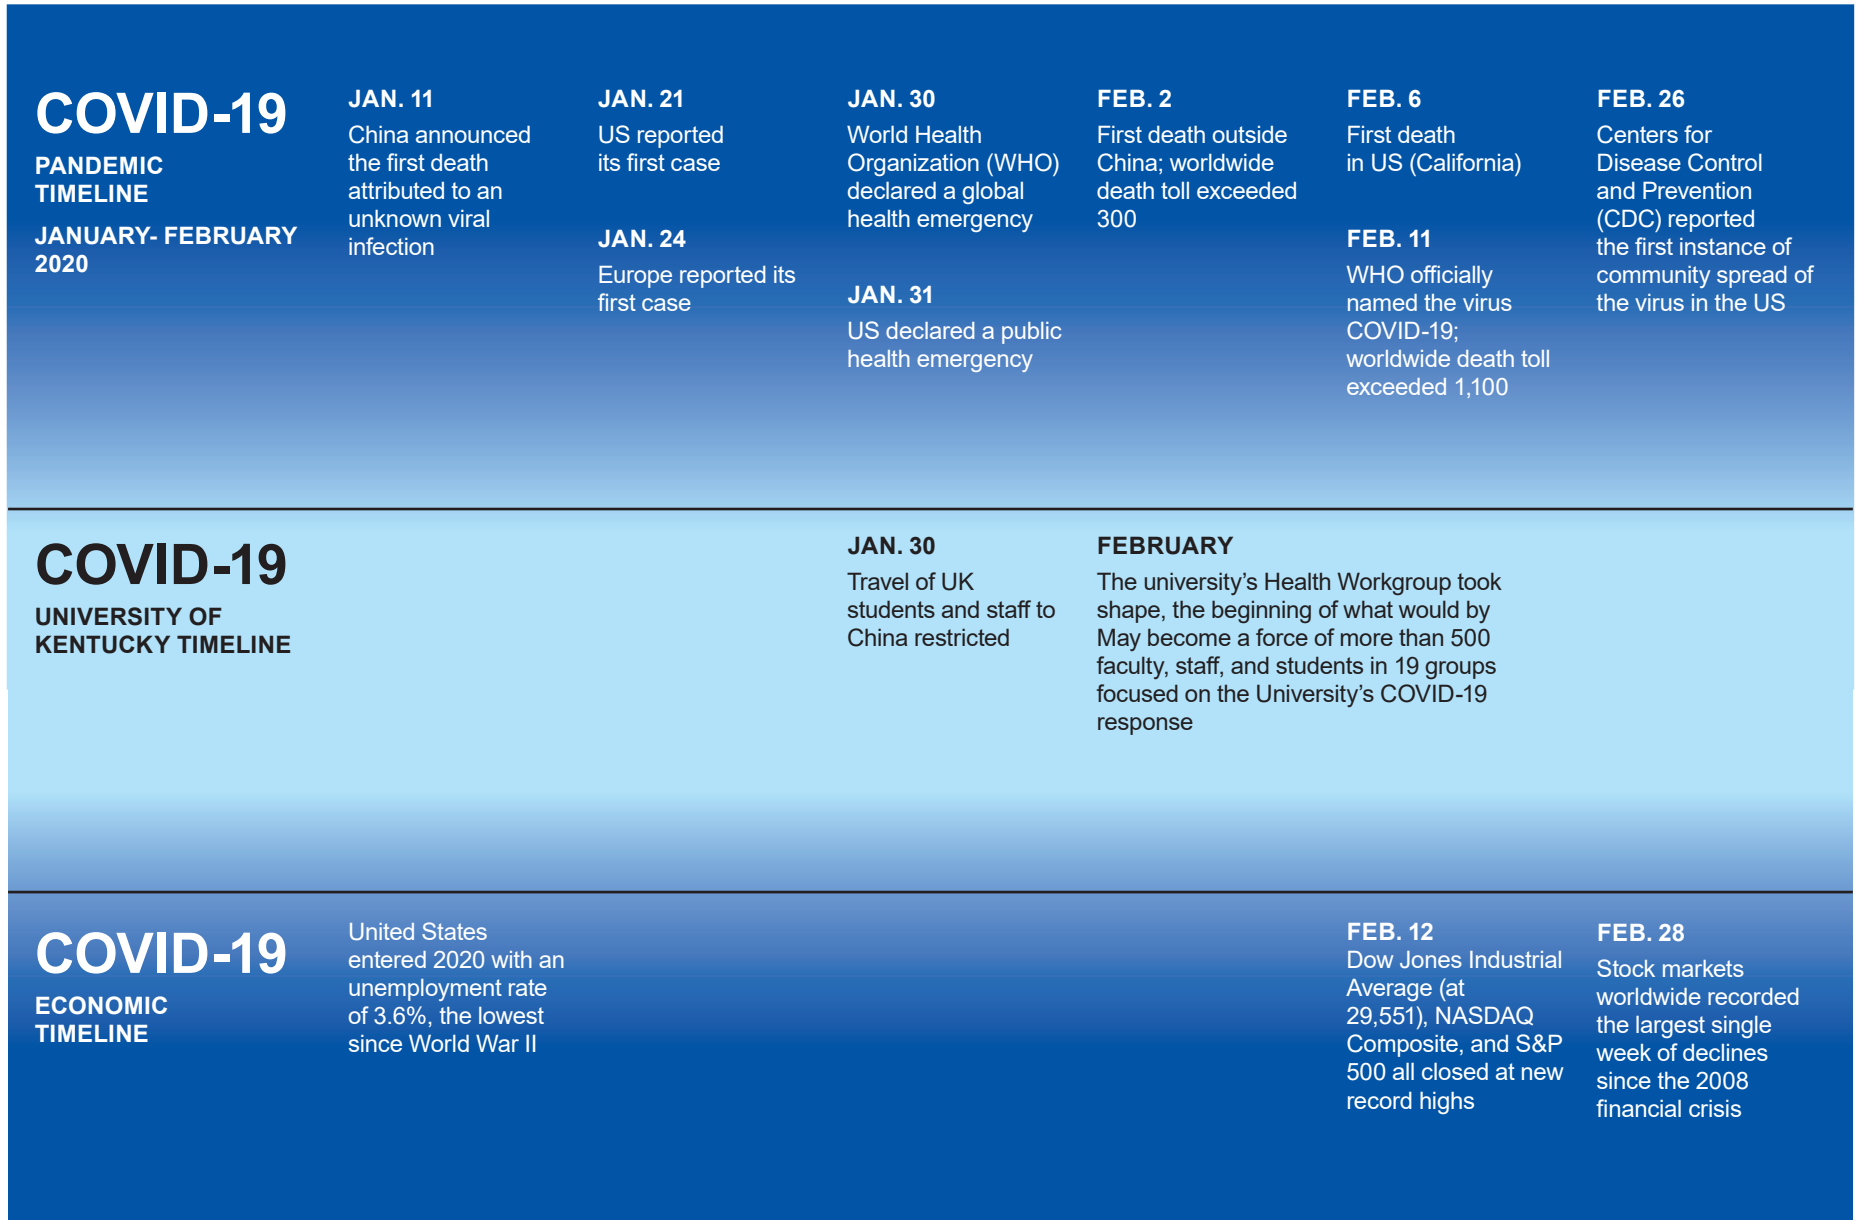 COVID-19
PANDEMIC
TIMELINE
JANUARY- FEBRUARY
2020
JAN. 11
China announced
the first death
attributed to an
unknown viral
infection
JAN. 21
US reported
its first case
JAN. 24
Europe reported its
first case
JAN. 30
World Health
Organization (WHO)
declared a global
health emergency
JAN. 31
US declared a public
health emergency
FEB. 2
First death outside
China; worldwide
death toll exceeded
300
FEB. 6
First death
in US (California)
FEB. 11
WHO officially
named the virus
COVID-19;
worldwide death toll
exceeded 1,100
FEB. 26
Centers for
Disease Control
and Prevention
(CDC) reported
the first instance of
community spread of
the virus in the US
COVID-19
UNIVERSITY OF
KENTUCKY TIMELINE
JAN. 30
Travel of UK
students and staff to
China restricted
FEBRUARY
The university’s Health Workgroup took
shape, the beginning of what would by
May become a force of more than 500
faculty, staff, and students in 19 groups
focused on the University’s COVID-19
response
COVID-19
ECONOMIC
TIMELINE
United States
entered 2020 with an
unemployment rate
of 3.6%, the lowest
since World War II
FEB. 12
Dow Jones Industrial
Average (at
29,551), NASDAQ
Composite, and S&P
500 all closed at new
record highs
FEB. 28
Stock markets
worldwide recorded
the largest single
week of declines
since the 2008
financial crisis